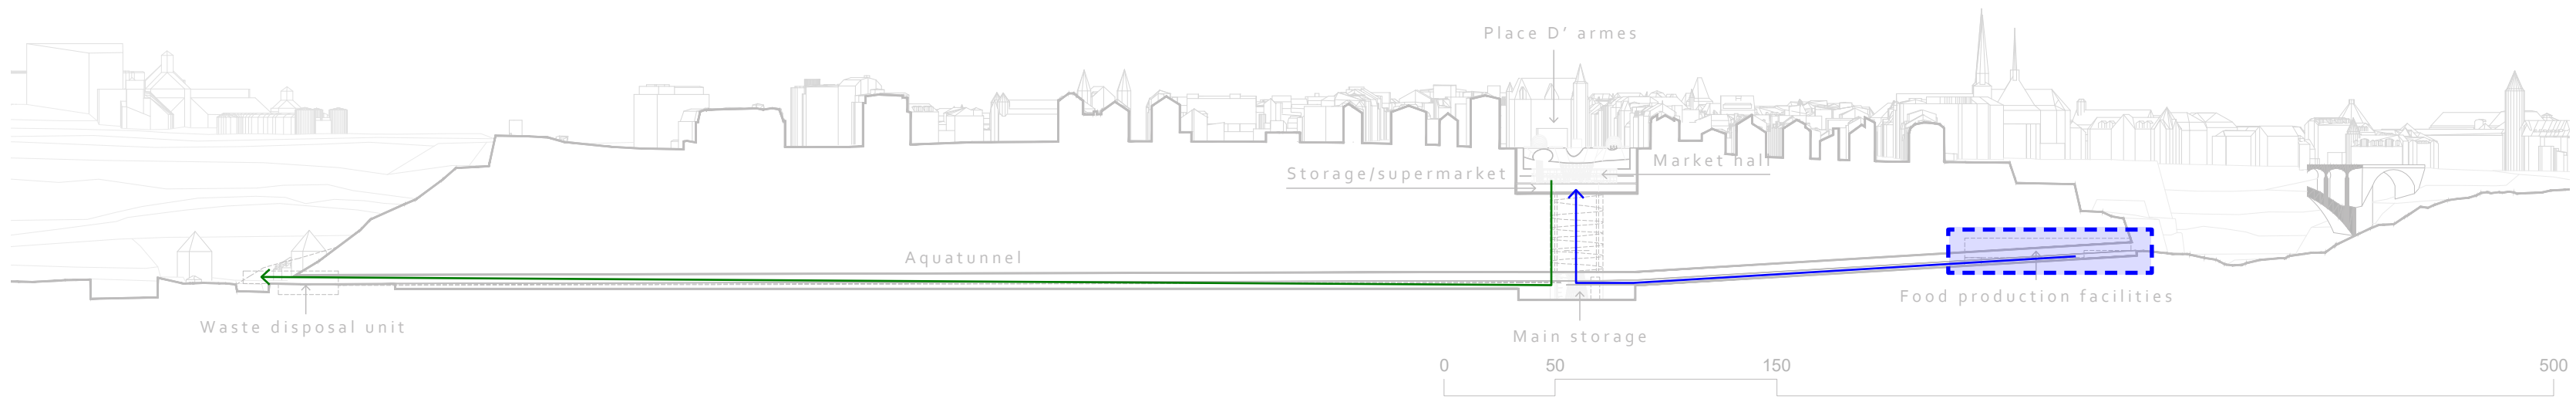 Place D’ armes
Market hall
Storage/supermarket
Aquatunnel
Food production facilities
Waste disposal unit
Main storage
0 50 150 500